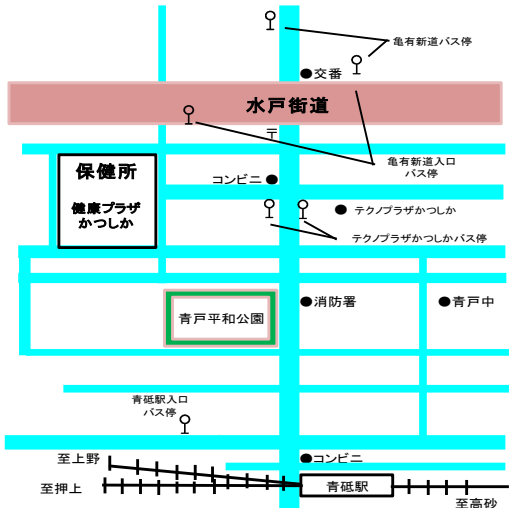 亀有新道バス停
交番
水戸街道
〒
亀有新道入口
バス停
保健所
健康プラザ
かつしか
コンビニ
テクノプラザかつしか
テクノプラザかつしかバス停
消防署
青戸中
青戸平和公園
青砥駅入口
バス停
至上野
コンビニ
至押上
青砥駅
至高砂